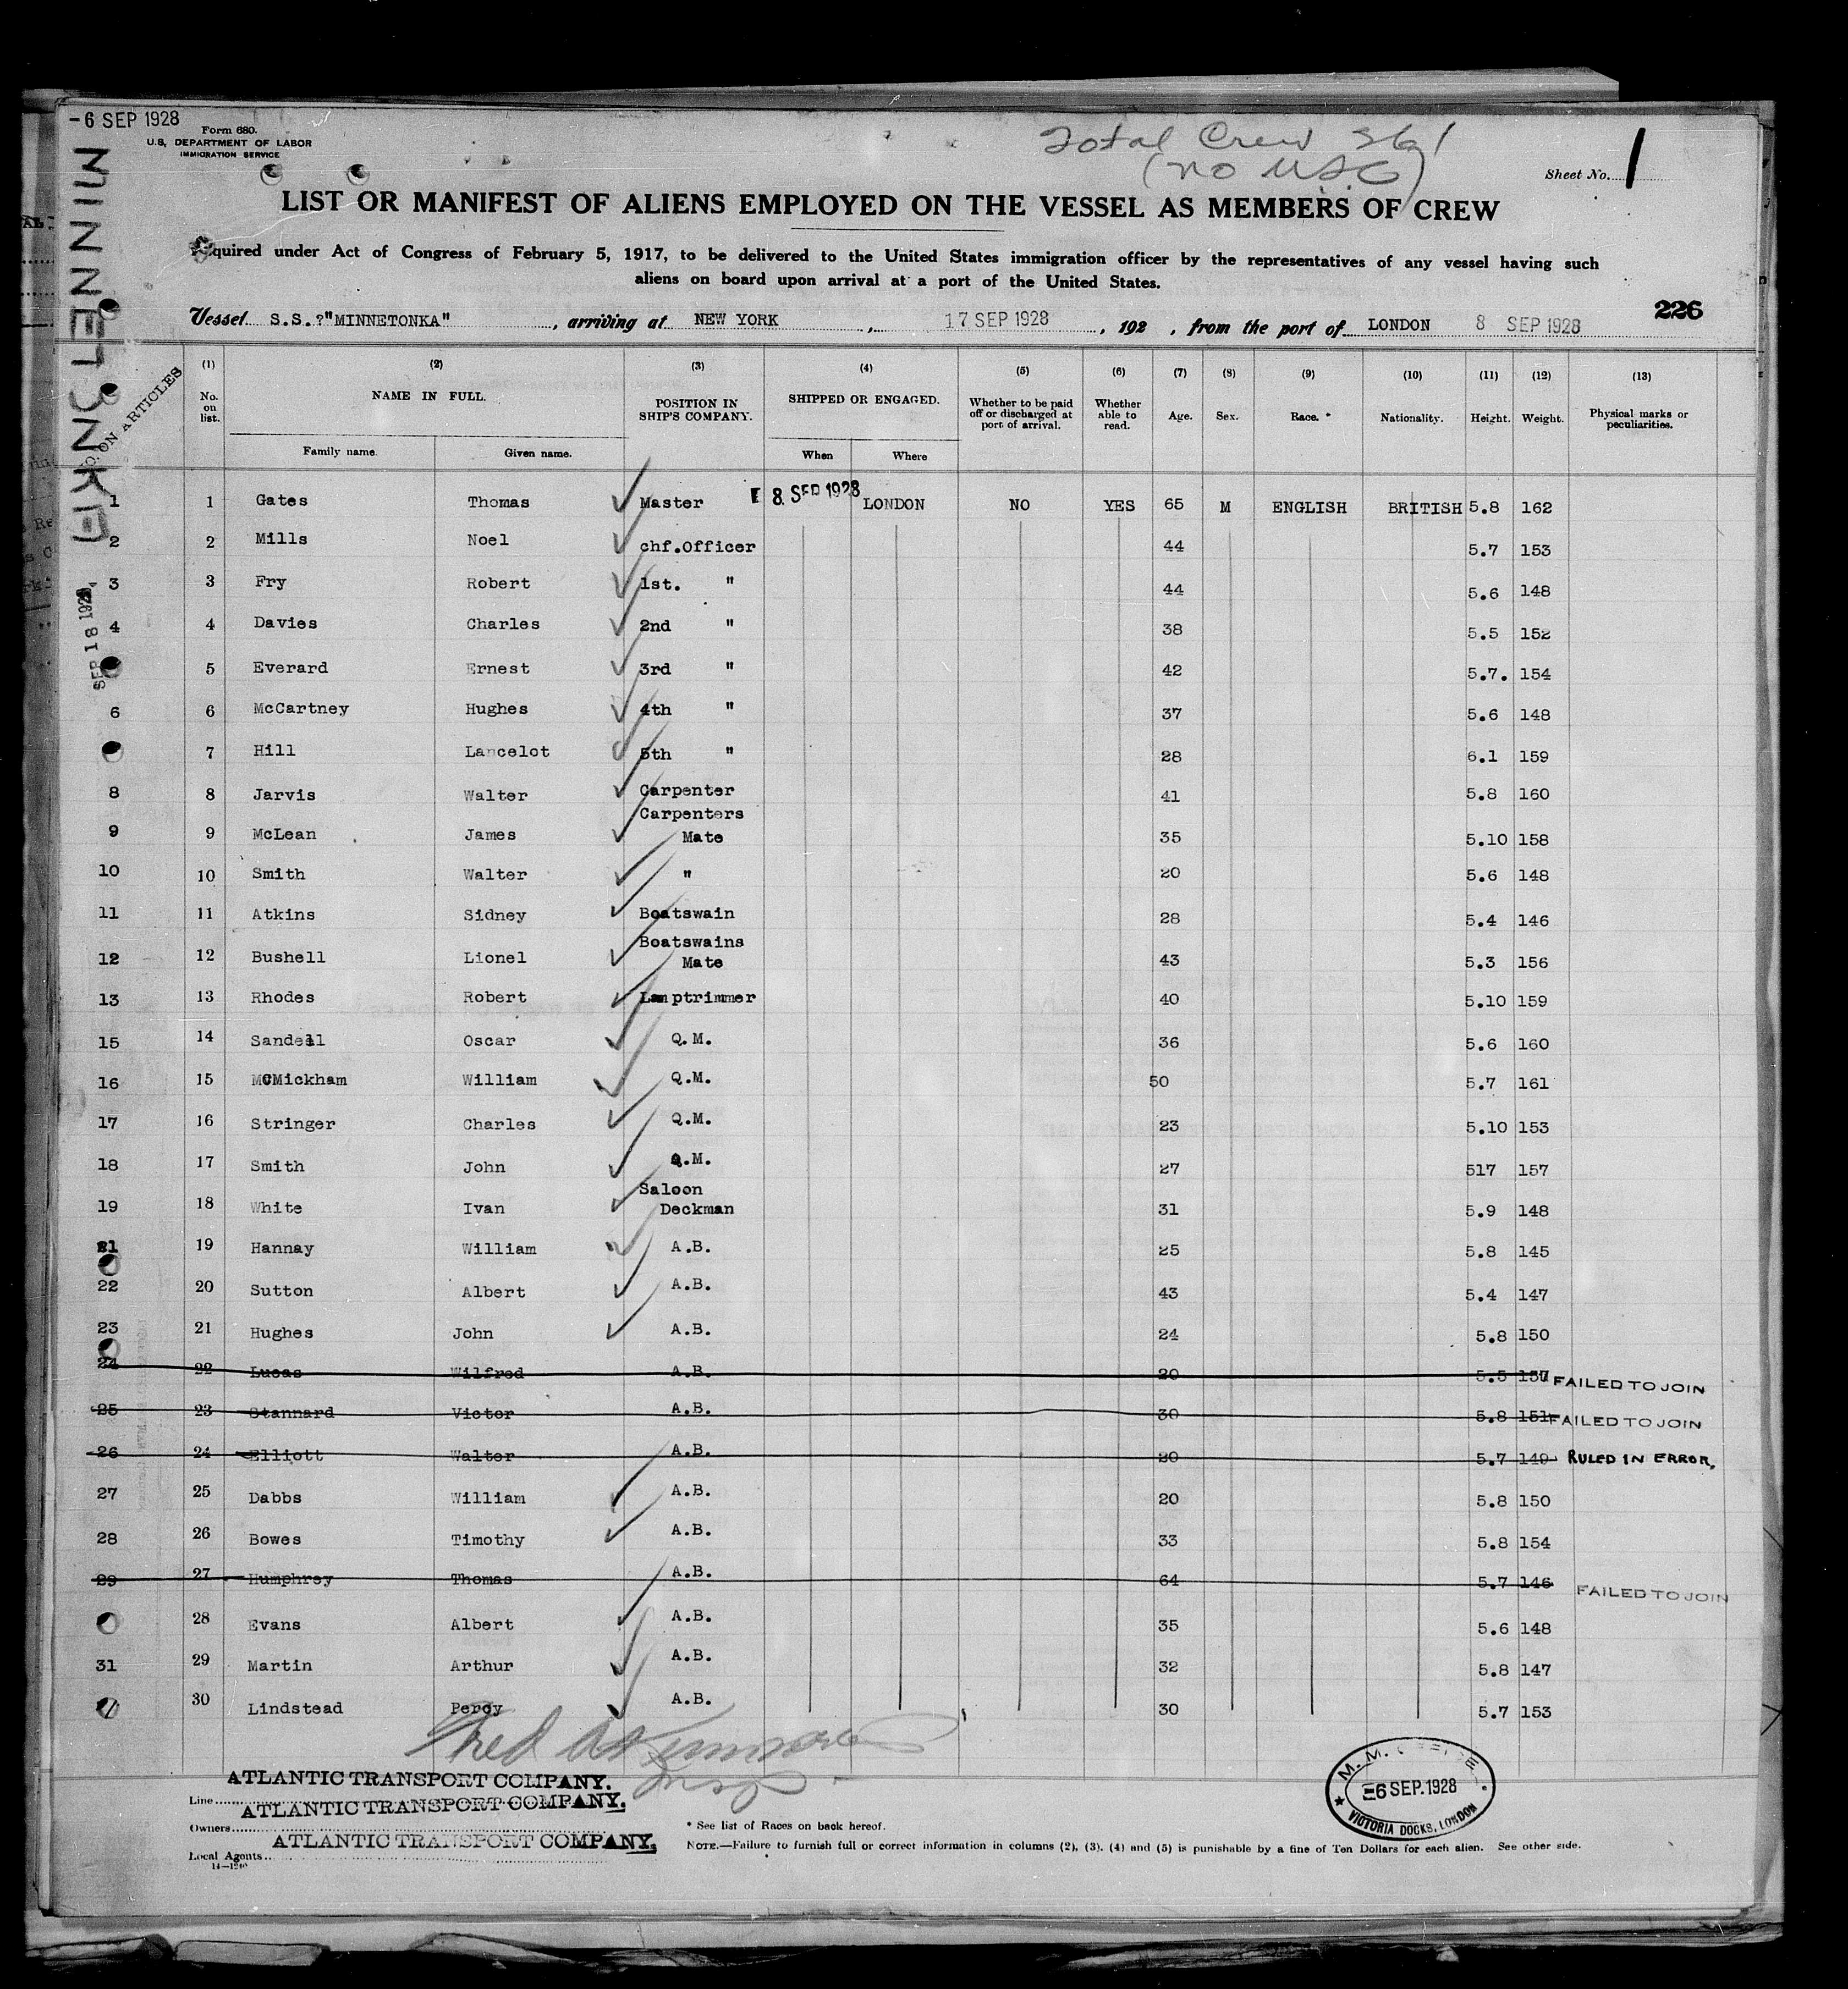 -6 SEP 1928
Form 680.
U.S. DEPARTMENT OF LABOR
IMMIGRATION SERVICE
MINNETONKA
SEP 18 1928
Total Crew 361
(no USC)
Sheet No. 1
LIST OR MANIFEST OF ALIENS EMPLOYED ON THE VESSEL AS MEMBERS OF CREW
Required under Act of Congress of February 5, 1917, to be delivered to the United States immigration officer by the representatives of any vessel having such
aliens on board upon arrival at a port of the United States.
226
Vessel S.S.?"MINNETONKA", arriving at NEW YORK, 17 SEP 1928, 192 , from the port of LONDON 8 SEP 1928
NO. ON ARTICLES
(1) (2) (3) (4) (5) (6) (7) (8) (9) (10) (11) (12) (13)
No. on list. NAME IN FULL. POSITION IN SHIP'S COMPANY. SHIPPED OR ENGAGED. Whether to be paid off or discharged at port of arrival. Whether able to read. Age. Sex. Race.* Nationality. Height. Weight. Physical marks or peculiarities.
Family name. Given name. When Where
1 1 Gates Thomas Master 8 SEP 1928 LONDON NO YES 65 M ENGLISH BRITISH 5.8 162
2 2 Mills Noel chf.Officer 44 5.7 153
3 3 Fry Robert 1st. " 44 5.6 148
4 4 Davies Charles 2nd " 38 5.5 152
5 Everard Ernest 3rd " 42 5.7. 154
6 6 McCartney Hughes 4th " 37 5.6 148
7 Hill Lancelot 5th " 28 6.1 159
8 8 Jarvis Walter Carpenter 41 5.8 160
9 9 McLean James Carpenters Mate 35 5.10 158
10 10 Smith Walter " 20 5.6 148
11 11 Atkins Sidney Boatswain 28 5.4 146
12 12 Bushell Lionel Boatswains Mate 43 5.3 156
13 13 Rhodes Robert Lamptrimmer 40 5.10 159
15 14 Sandell Oscar Q.M. 36 5.6 160
16 15 McMickham William Q.M. 50 5.7 161
17 16 Stringer Charles Q.M. 23 5.10 153
18 17 Smith John Q.M. 27 517 157
19 18 White Ivan Saloon Deckman 31 5.9 148
21 19 Hannay William A.B. 25 5.8 145
22 20 Sutton Albert A.B. 43 5.4 147
23 21 Hughes John A.B. 24 5.8 150
24 22 Lucas Wilfred A.B. 20 5.5 137 FAILED TO JOIN
25 23 Stannard Victor A.B. 30 5.8 151 FAILED TO JOIN
26 24 Elliott Walter A.B. 20 5.7 149 RULED IN ERROR.
27 25 Dabbs William A.B. 20 5.8 150
28 26 Bowes Timothy A.B. 33 5.8 154
29 27 Humphrey Thomas A.B. 64 5.7 146 FAILED TO JOIN
28 Evans Albert A.B. 35 5.6 148
31 29 Martin Arthur A.B. 32 5.8 147
30 Lindstead Percy A.B. 30 5.7 153
Line ATLANTIC TRANSPORT COMPANY.
Owners ATLANTIC TRANSPORT COMPANY.
Local Agents ATLANTIC TRANSPORT COMPANY.
14—1240
* See list of Races on back hereof.
NOTE.—Failure to furnish full or correct information in columns (2), (3), (4) and (5) is punishable by a fine of Ten Dollars for each alien. See other side.
M.M. OFFICE
6 SEP.1928
VICTORIA DOCKS, LONDON